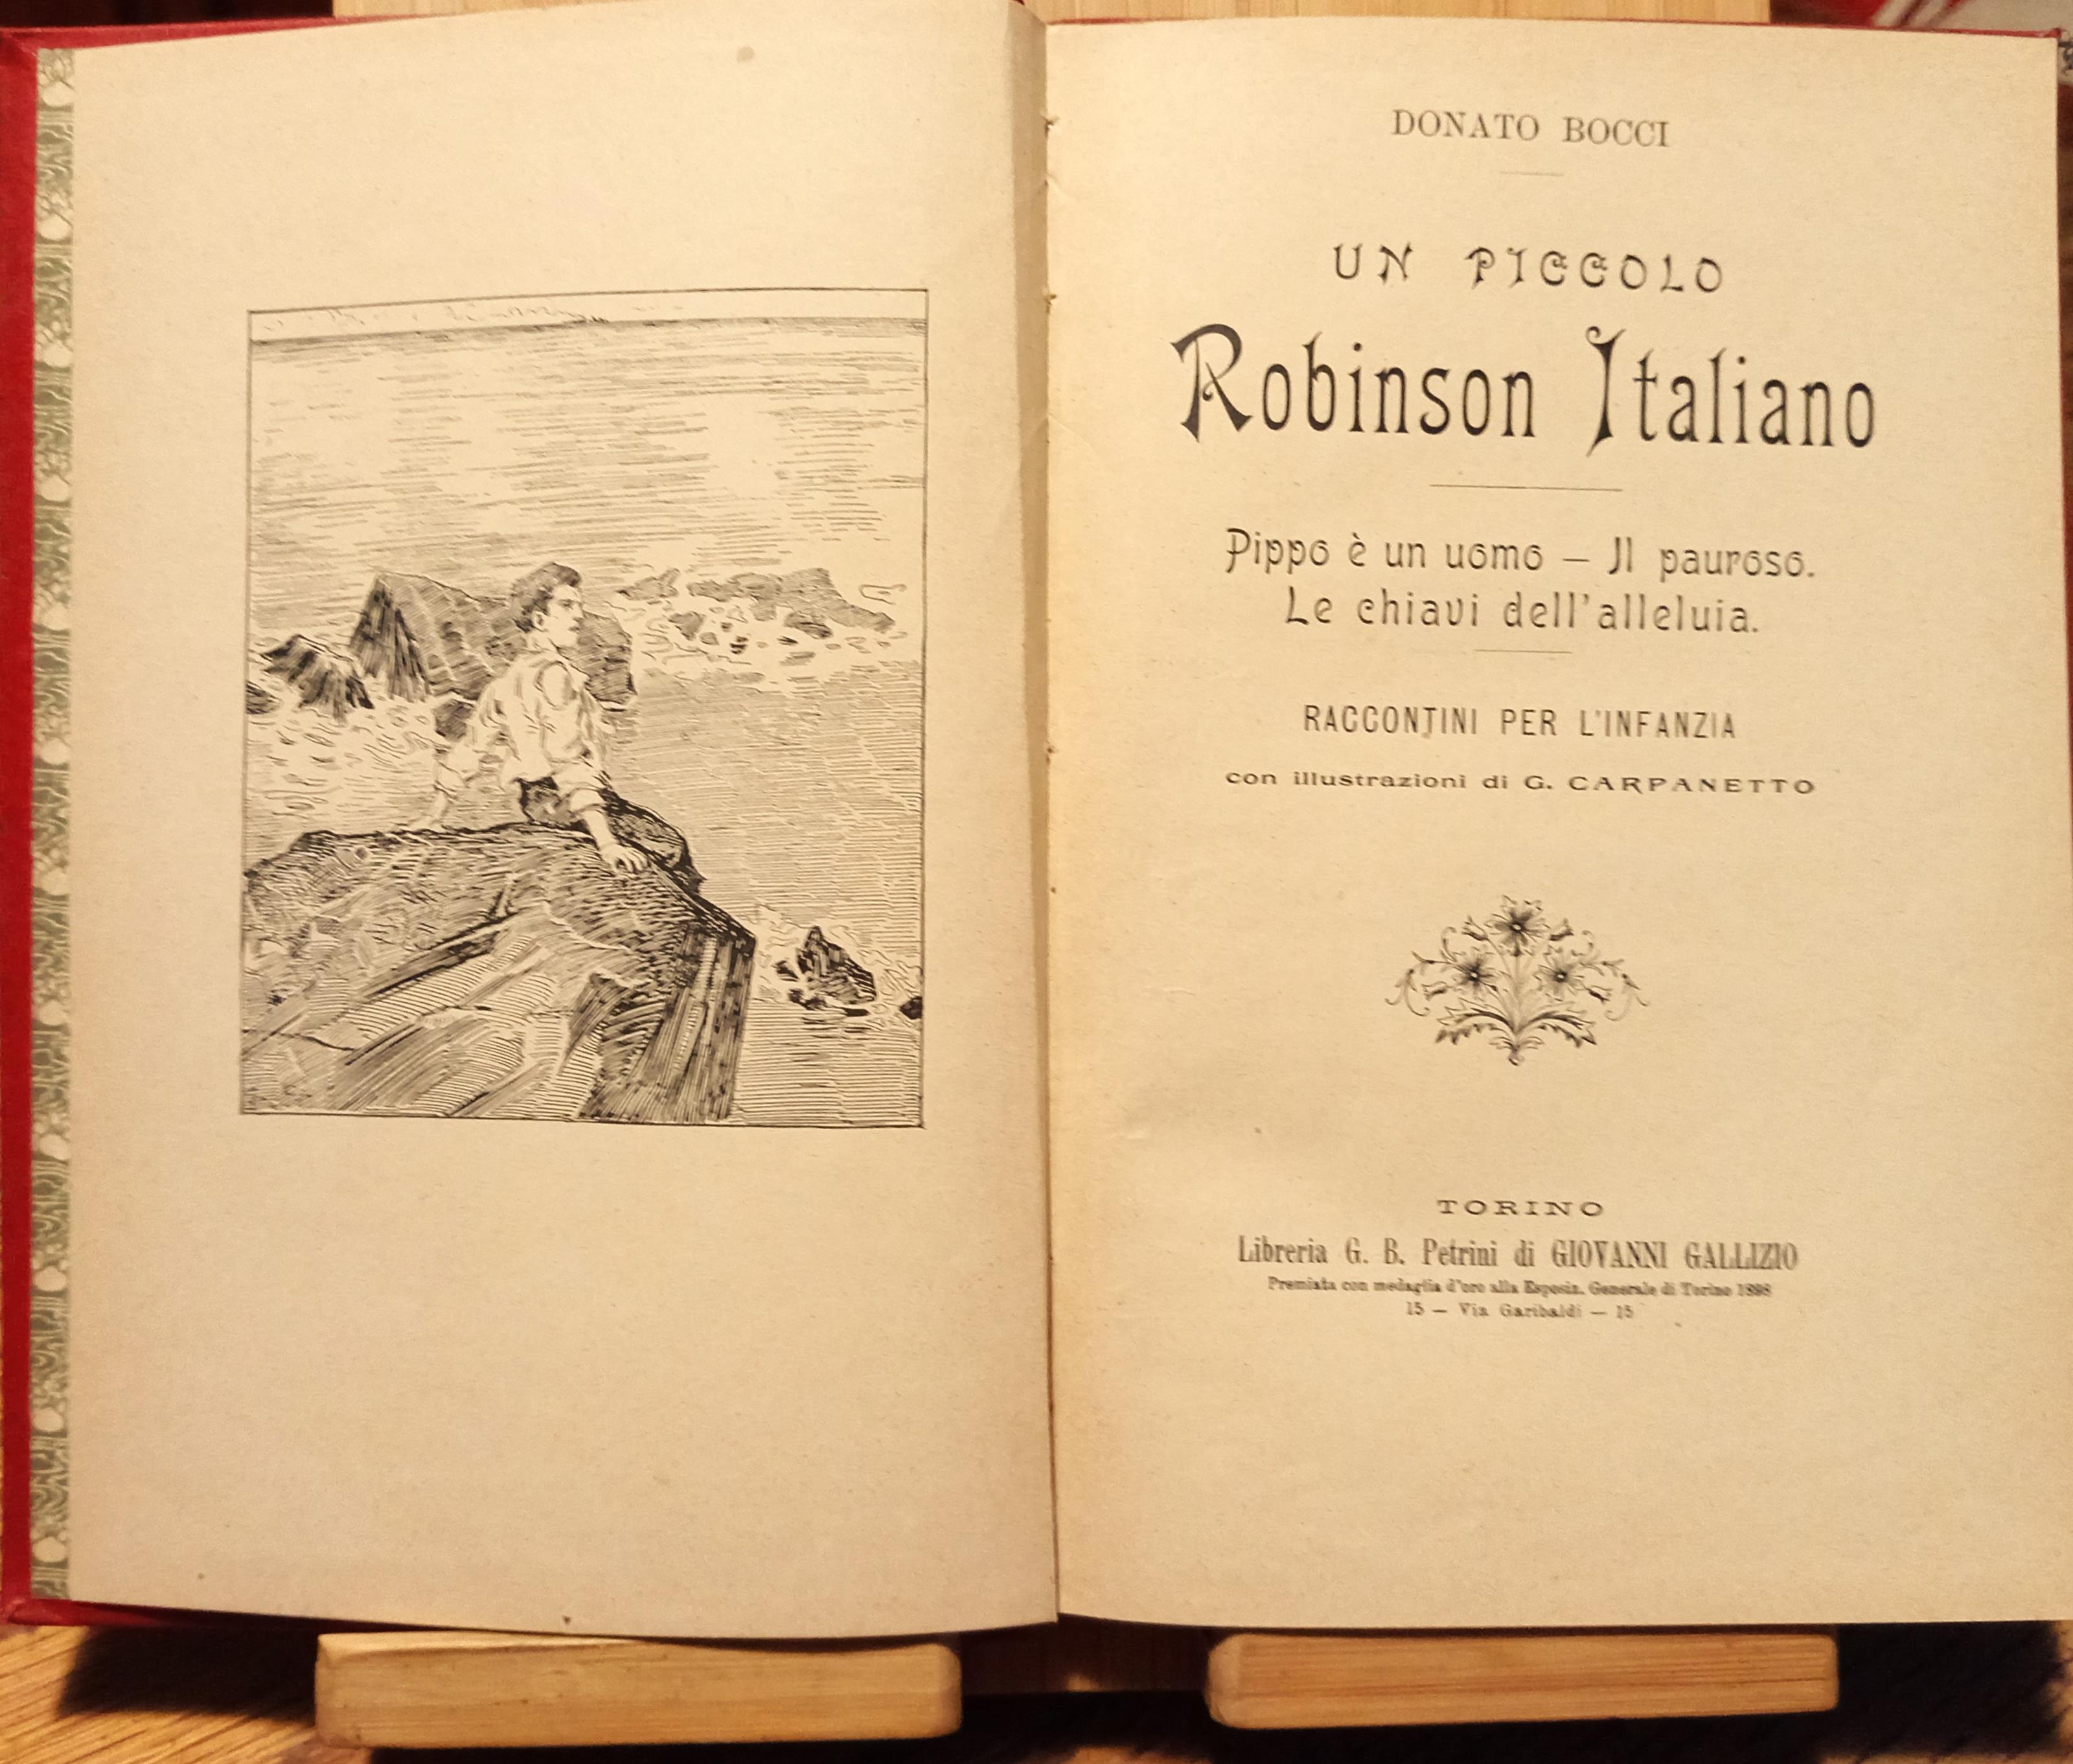 DONATO BOCCI
UN PICCOLO
Robinson Italiano
Pippo è un uomo — Il pauroso.
Le chiavi dell'alleluia.
RACCONTINI PER L'INFANZIA
con illustrazioni di G. CARPANETTO
TORINO
Libreria G. B. Petrini di GIOVANNI GALLIZIO
Premiata con medaglia d'oro alla Esposiz. Generale di Torino 1898
15 — Via Garibaldi — 15